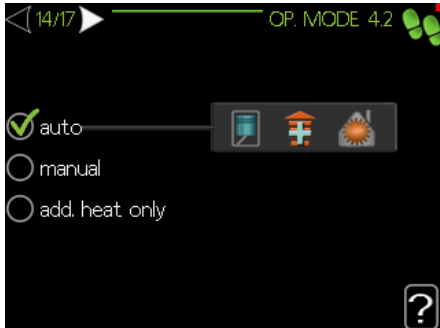 14/17 OP. MODE 4.2
auto
manual
add. heat only
?